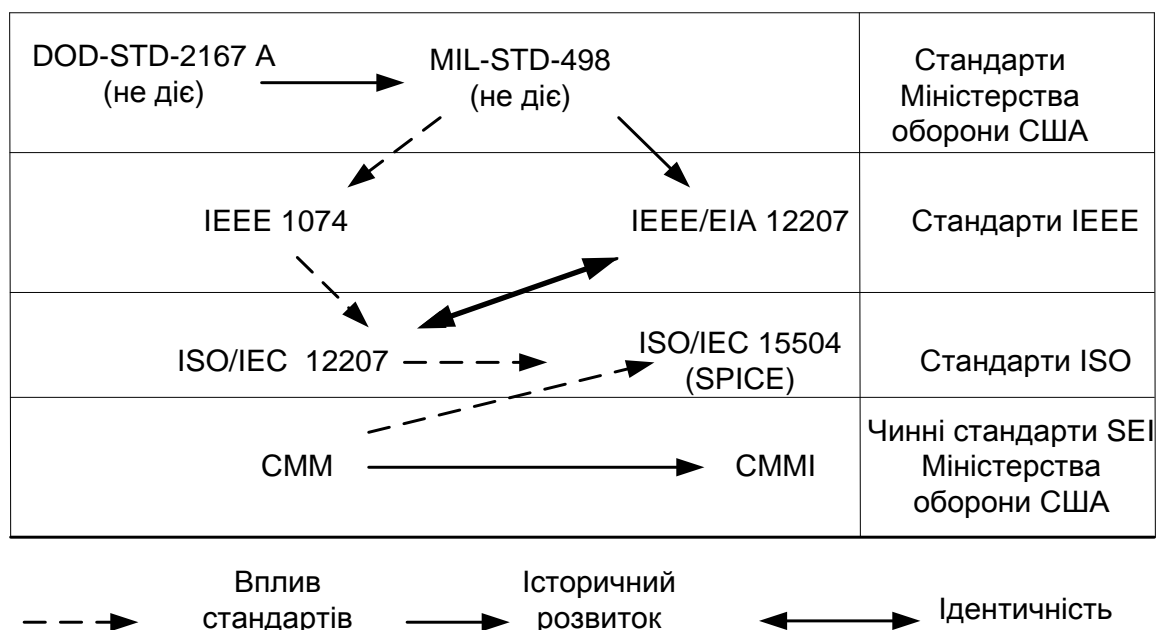 DOD-STD-2167 A
(не діє)
MIL-STD-498
(не діє)
Стандарти
Міністерства
оборони США
IEEE 1074
IEEE/EIA 12207
Стандарти IEEE
ISO/IEC 12207
ISO/IEC 15504
(SPICE)
Стандарти ISO
CMM
CMMI
Чинні стандарти SEI
Міністерства
оборони США
Вплив
стандартів
Історичний
розвиток
Ідентичність